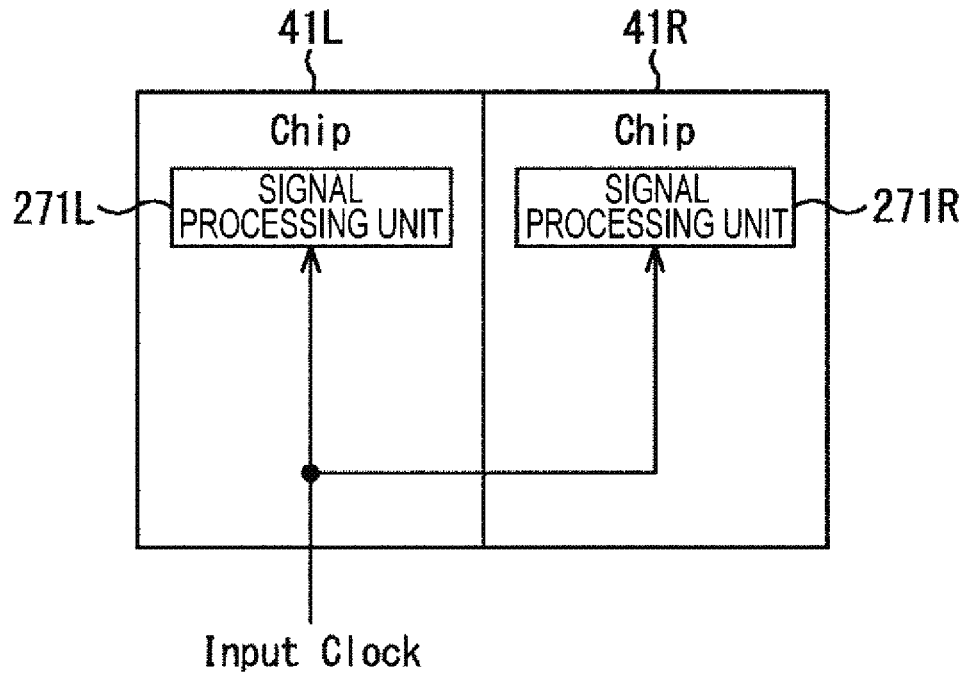 41L
41R
Chip
Chip
271L
SIGNAL
PROCESSING UNIT
SIGNAL
PROCESSING UNIT
271R
Input Clock